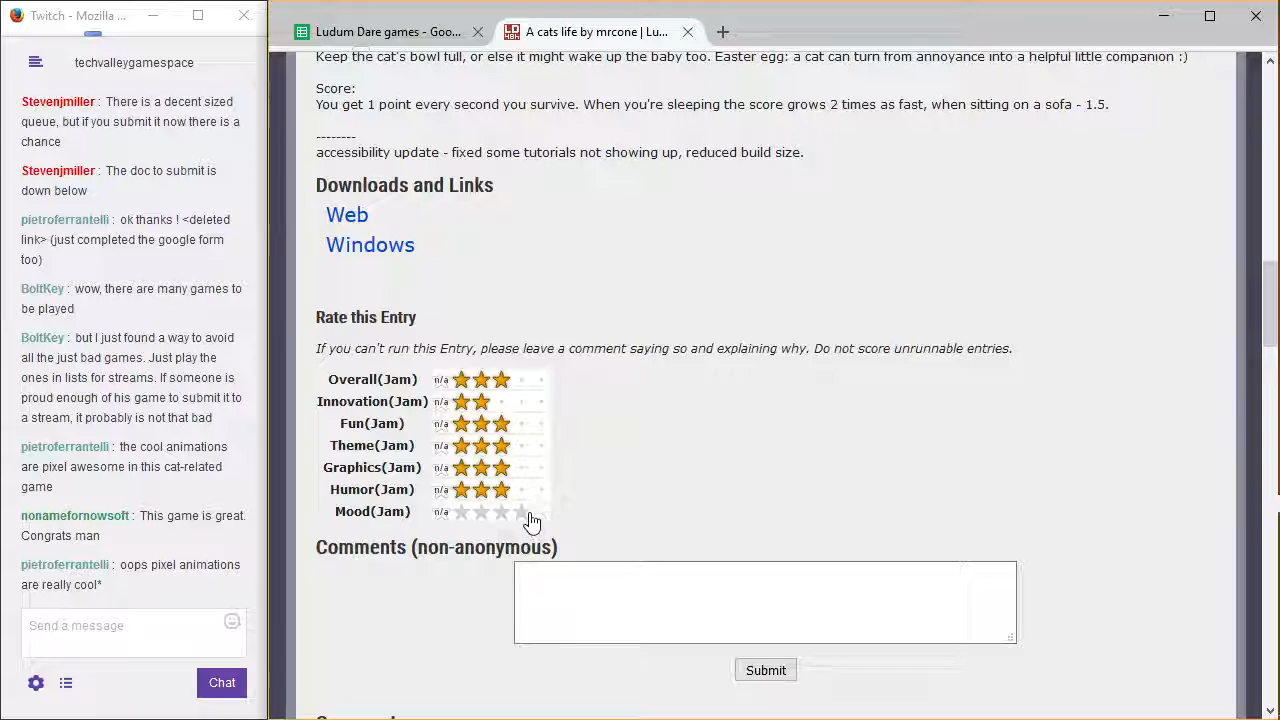 Twitch - Mozilla ...
techvalleygamespace
Stevenjmiller : There is a decent sized
queue, but if you submit it now there is a
chance
Stevenjmiller : The doc to submit is
down below
pietroferrantelli : ok thanks ! <deleted
link> (just completed the google form
too)
BoltKey : wow, there are many games to
be played
BoltKey : but I just found a way to avoid
all the just bad games. Just play the
ones in lists for streams. If someone is
proud enough of his game to submit it to
a stream, it probably is not that bad
pietroferrantelli : the cool animations
are pixel awesome in this cat-related
game
nonamefornowsoft : This game is great.
Congrats man
pietroferrantelli : oops pixel animations
are really cool*
Send a message
Chat
Ludum Dare games - Goo...
A cats life by mrcone | Lu...
Keep the cat's bowl full, or else it might wake up the baby too. Easter egg: a cat can turn from annoyance into a helpful little companion :)
Score:
You get 1 point every second you survive. When you're sleeping the score grows 2 times as fast, when sitting on a sofa - 1.5.
--------
accessibility update - fixed some tutorials not showing up, reduced build size.
Downloads and Links
Web
Windows
Rate this Entry
If you can't run this Entry, please leave a comment saying so and explaining why. Do not score unrunnable entries.
Overall(Jam) n/a
Innovation(Jam) n/a
Fun(Jam) n/a
Theme(Jam) n/a
Graphics(Jam) n/a
Humor(Jam) n/a
Mood(Jam) n/a
Comments (non-anonymous)
Submit